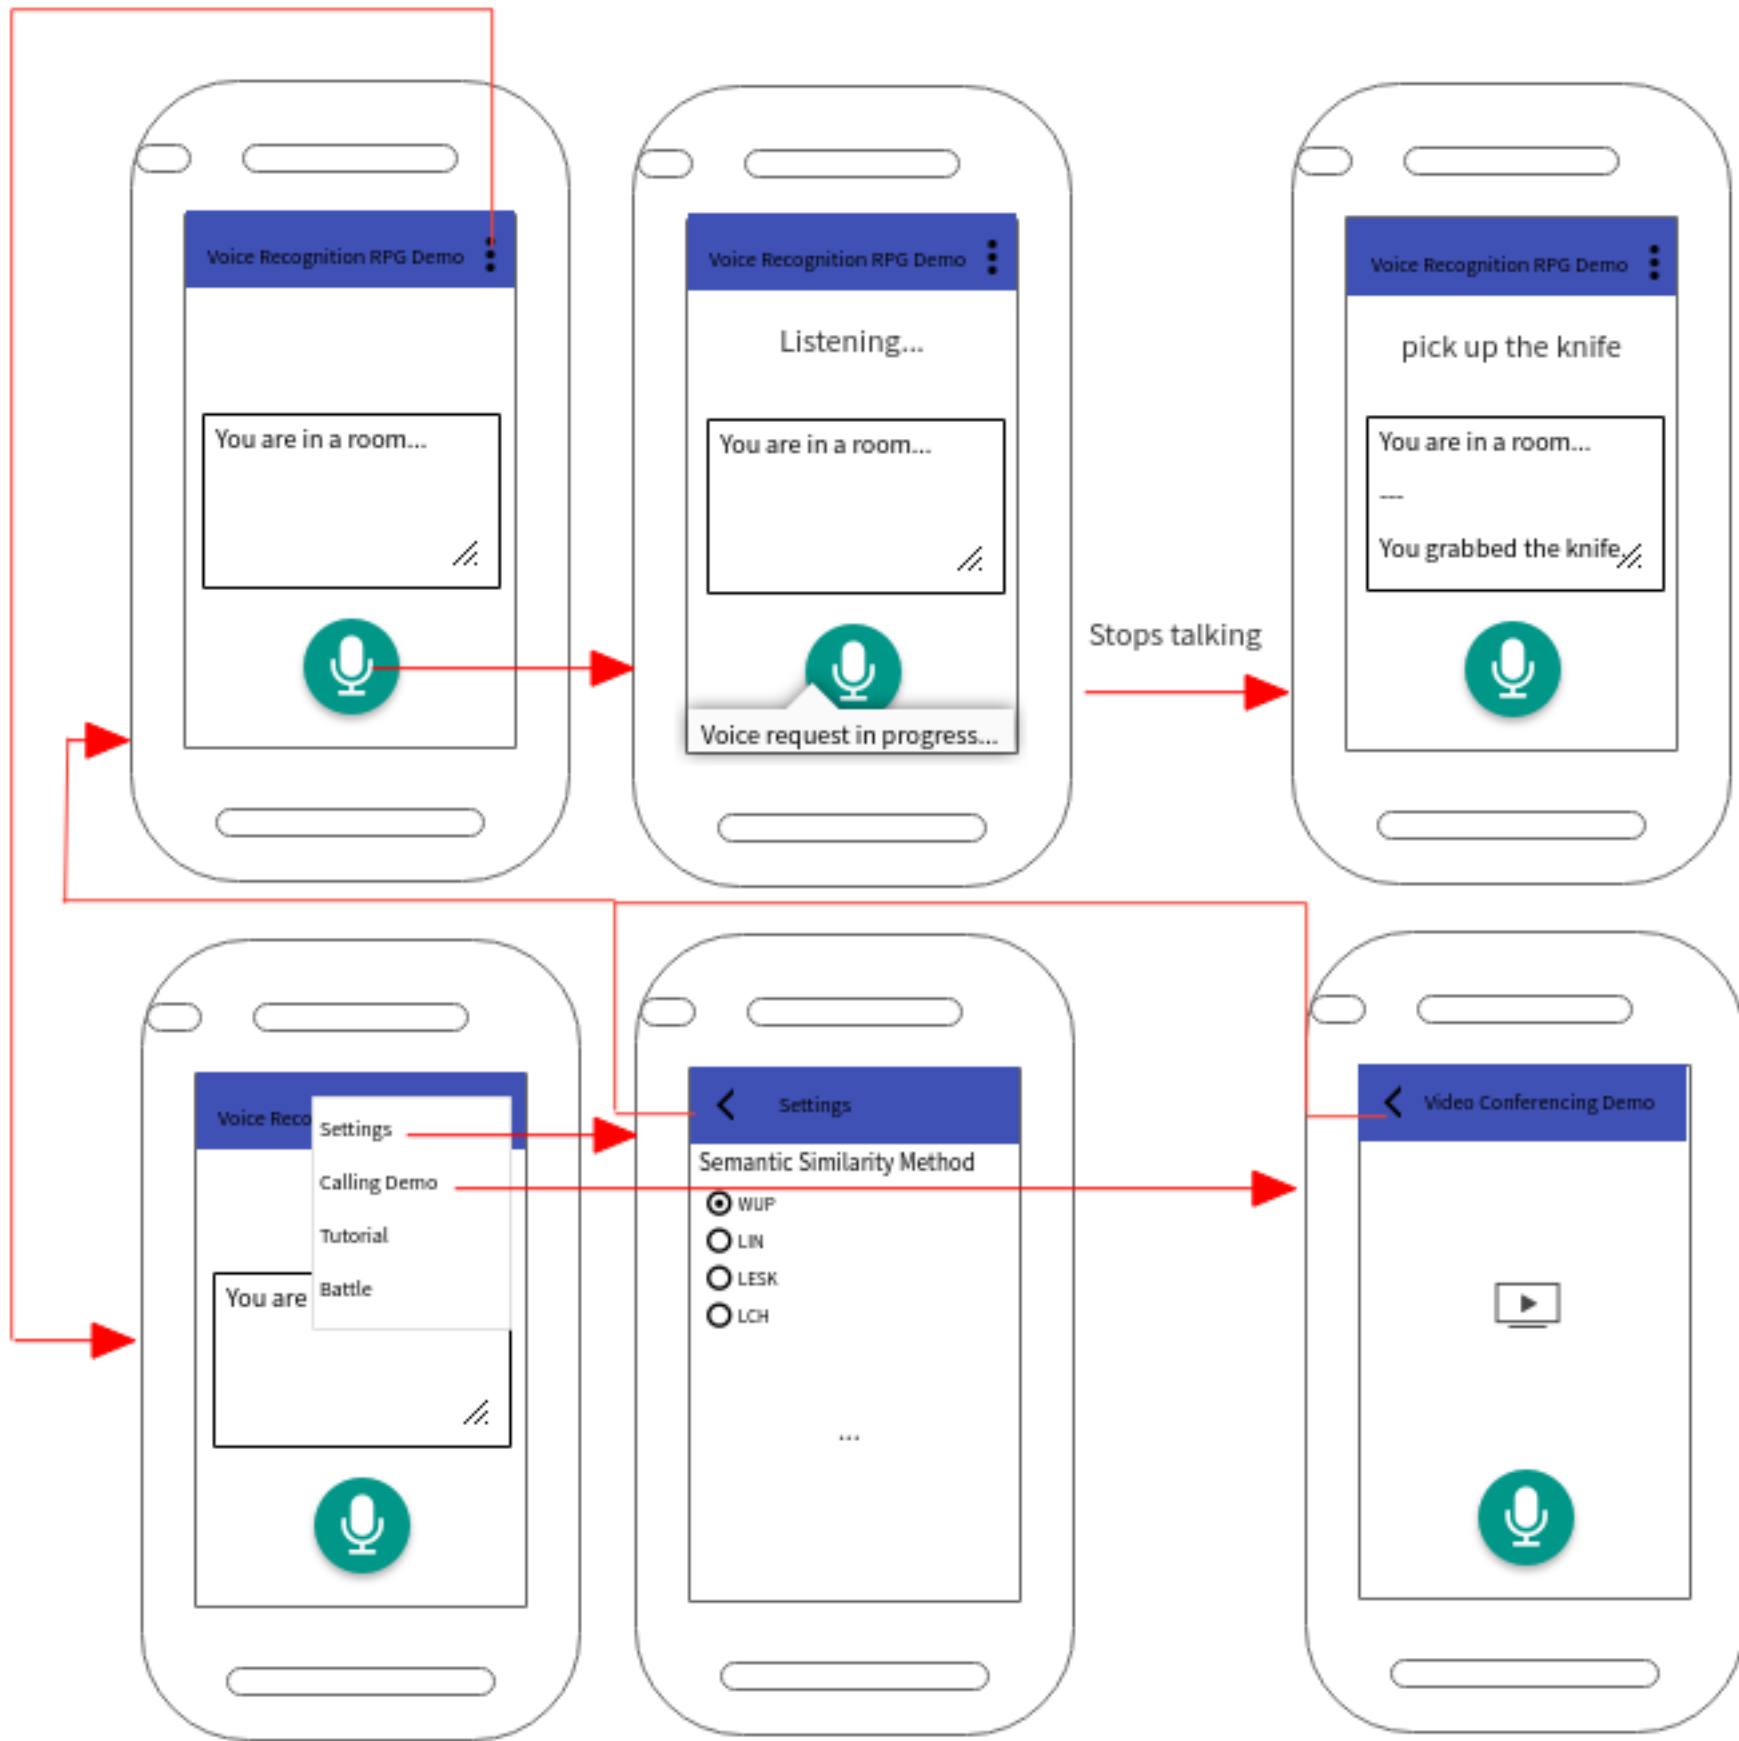 Voice Recognition RPG Demo
You are in a room...
Voice Recognition RPG Demo
Listening...
You are in a room...
Voice request in progress...
Stops talking
Voice Recognition RPG Demo
pick up the knife
You are in a room...
---
You grabbed the knife.
Voice Reco
Settings
Calling Demo
Tutorial
Battle
You are
Settings
Semantic Similarity Method
WUP
LIN
LESK
LCH
...
Video Conferencing Demo